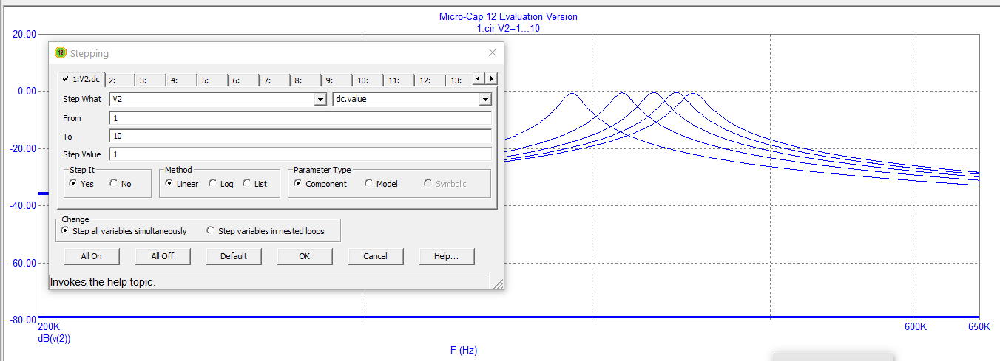 Micro-Cap 12 Evaluation Version
1.cir V2=1...10
20.00
0.00
-20.00
-40.00
-60.00
-80.00
200K
600K
650K
dB(v(2))
F (Hz)
12
Stepping
1:V2.dc 2: 3: 4: 5: 6: 7: 8: 9: 10: 11: 12: 13:
Step What V2 dc.value
From 1
To 10
Step Value 1
Step It
Yes No
Method
Linear Log List
Parameter Type
Component Model Symbolic
Change
Step all variables simultaneously Step variables in nested loops
All On All Off Default OK Cancel Help...
Invokes the help topic.